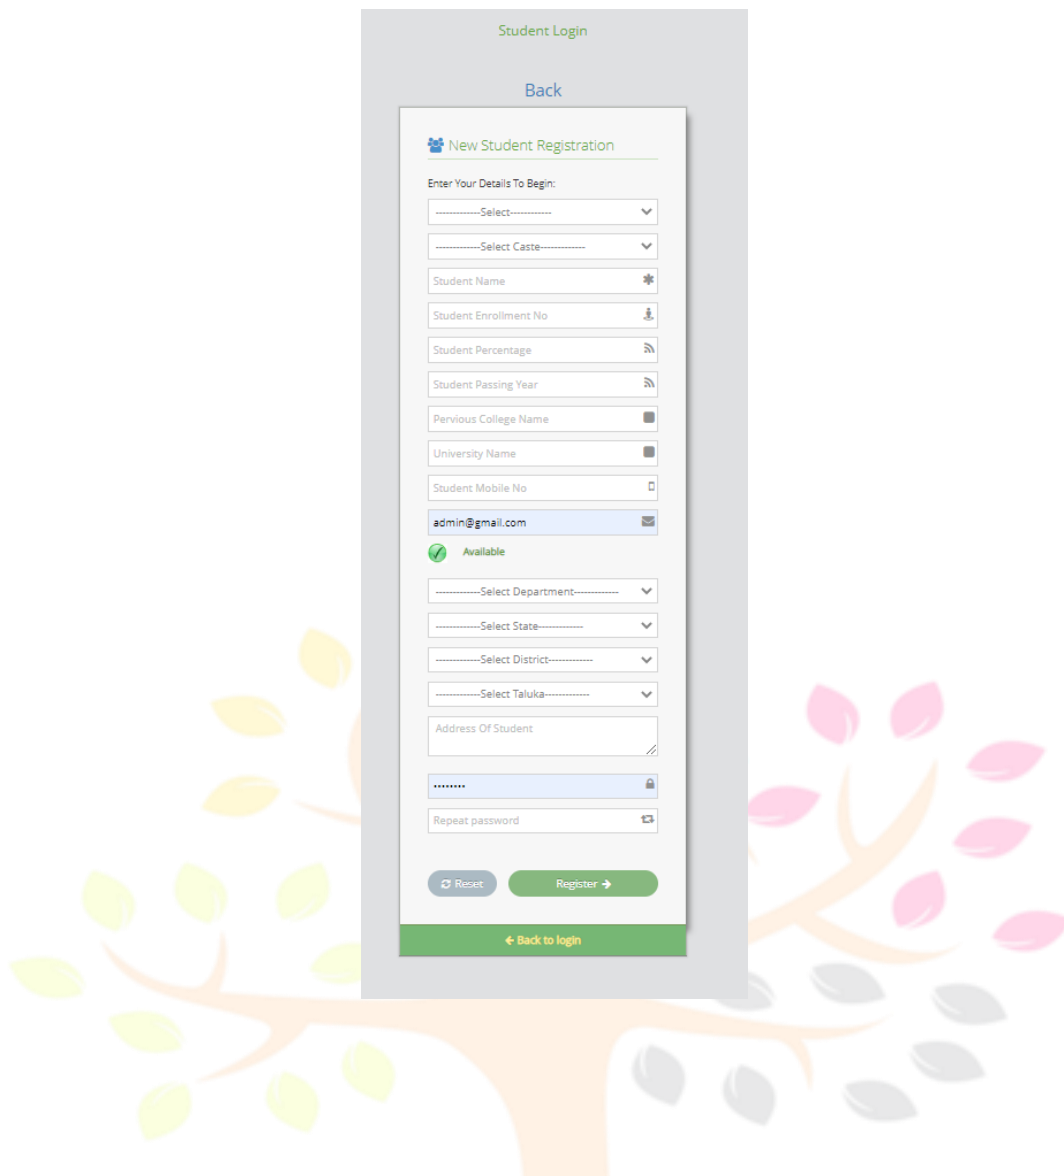 Student Login
Back
New Student Registration
Enter Your Details To Begin:
-------------Select------------
-------------Select Caste-------------
Student Name
Student Enrollment No
Student Percentage
Student Passing Year
Pervious College Name
University Name
Student Mobile No
admin@gmail.com
Available
-------------Select Department-------------
-------------Select State-------------
-------------Select District-------------
-------------Select Taluka-------------
Address Of Student
••••••••
Repeat password
Reset Register
Back to login